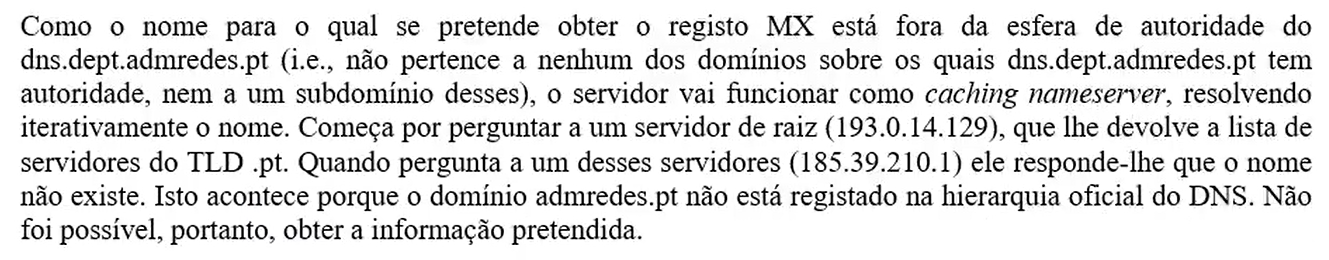 Como o nome para o qual se pretende obter o registo MX está fora da esfera de autoridade do
dns.dept.admredes.pt (i.e., não pertence a nenhum dos domínios sobre os quais dns.dept.admredes.pt tem
autoridade, nem a um subdomínio desses), o servidor vai funcionar como caching nameserver, resolvendo
iterativamente o nome. Começa por perguntar a um servidor de raiz (193.0.14.129), que lhe devolve a lista de
servidores do TLD .pt. Quando pergunta a um desses servidores (185.39.210.1) ele responde-lhe que o nome
não existe. Isto acontece porque o domínio admredes.pt não está registado na hierarquia oficial do DNS. Não
foi possível, portanto, obter a informação pretendida.